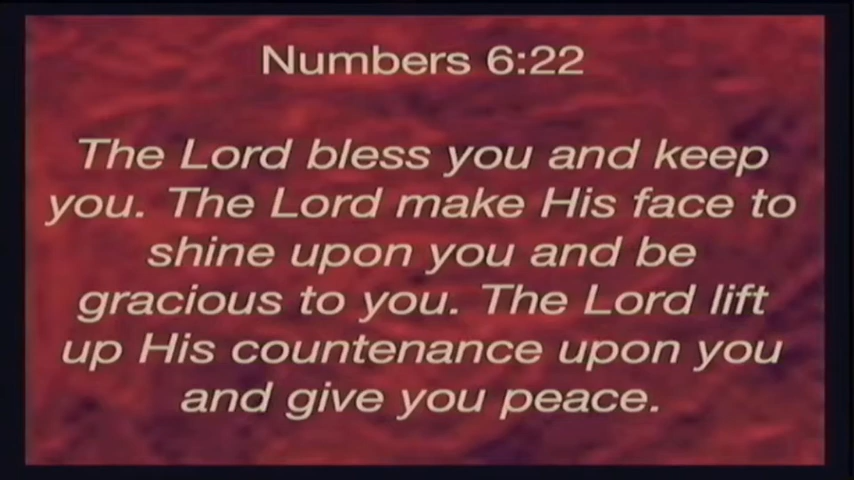 Numbers 6:22
The Lord bless you and keep
you. The Lord make His face to
shine upon you and be
gracious to you. The Lord lift
up His countenance upon you
and give you peace.